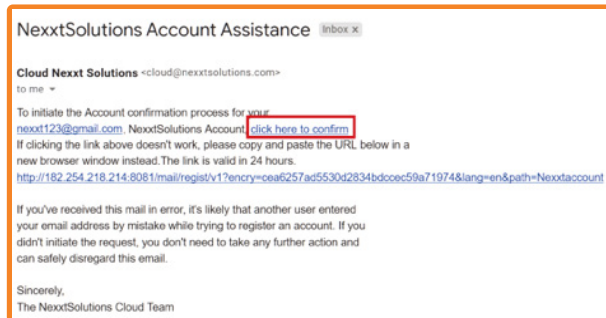 NexxtSolutions Account Assistance Inbox x
Cloud Nexxt Solutions <cloud@nexxtsolutions.com>
to me
To initiate the Account confirmation process for your
nexxt123@gmail.com, NexxtSolutions Account, click here to confirm
If clicking the link above doesn't work, please copy and paste the URL below in a
new browser window instead.The link is valid in 24 hours.
http://182.254.218.214:8081/mail/regist/v1?encry=cea6257ad5530d2834bdccec59a71974&lang=en&path=Nexxtaccount
If you've received this mail in error, it's likely that another user entered
your email address by mistake while trying to register an account. If you
didn't initiate the request, you don't need to take any further action and
can safely disregard this email.
Sincerely,
The NexxtSolutions Cloud Team